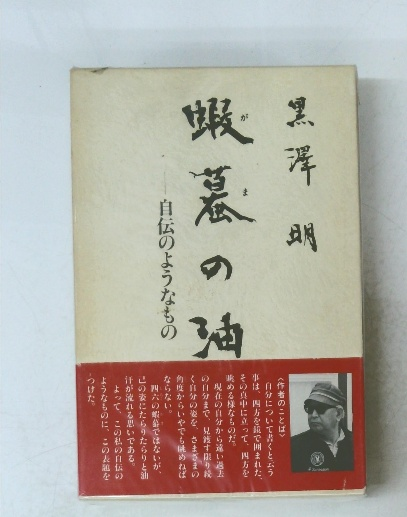 黒澤 明
蝦蟇の油
がま
──自伝のようなもの
〈作者のことば〉
自分について書くと云う
事は、四方を鏡で囲まれた、
その真中に立って、四方を
眺める様なものだ。
現在の自分から遠い過去
の自分まで、見渡す限り続
く自分の姿を、さまざまの
角度からいやでも眺めねば
ならない。
四六の蝦蟇ではないが、
己の姿にたらりたらりと油
汗が流れる思いである。
よって、この私の自伝の
ようなものに、この表題を
つけた。